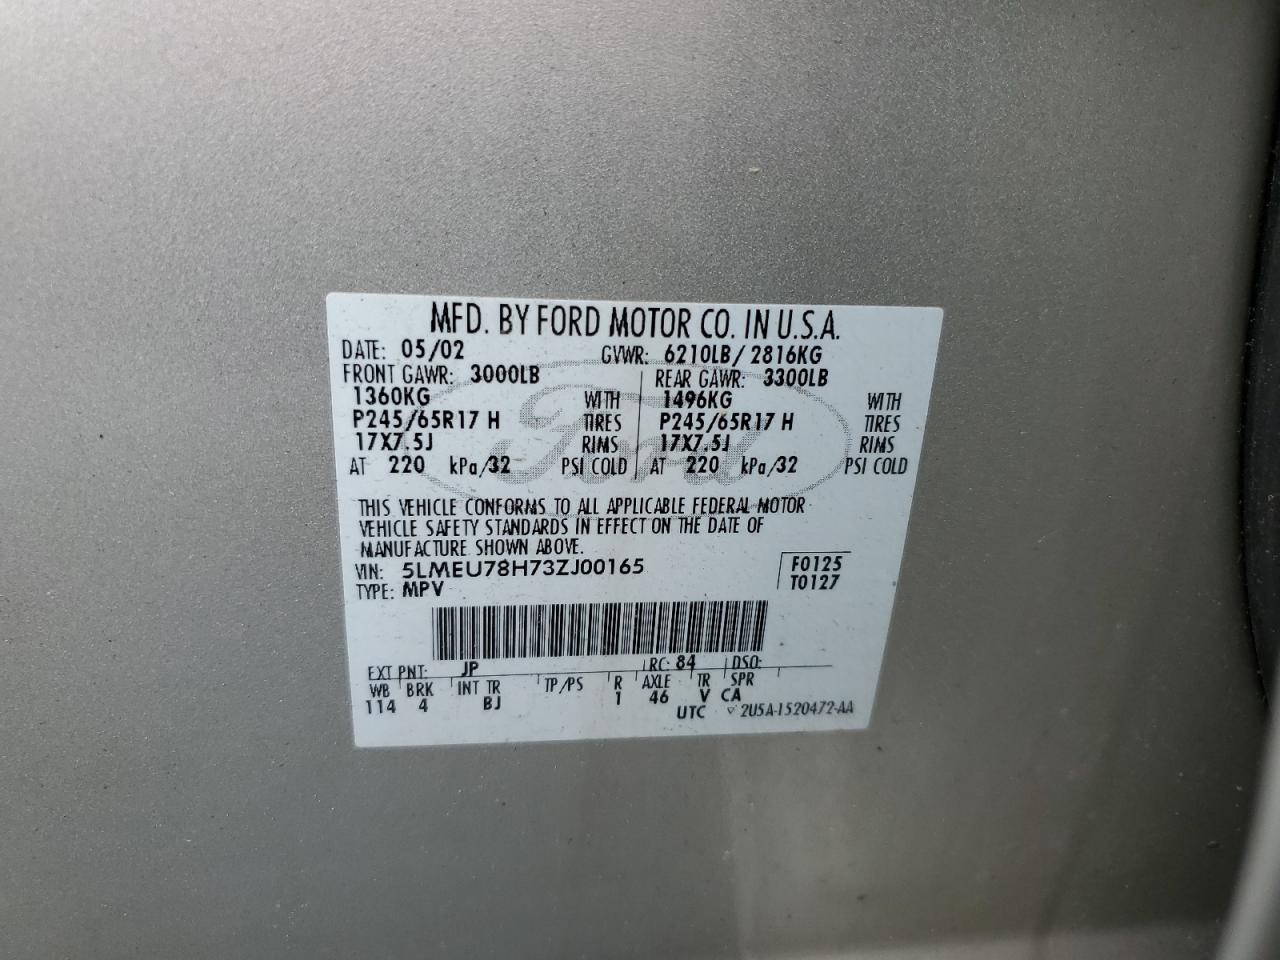 MFD. BY FORD MOTOR CO. IN U.S.A.
DATE: 05/02 GVWR: 6210LB/2816KG
FRONT GAWR: 3000LB REAR GAWR: 3300LB
1360KG WITH 1496KG WITH
P245/65R17 H TIRES P245/65R17 H TIRES
17X7.5J RIMS 17X7.5J RIMS
AT 220 kPa/32 PSI COLD AT 220 kPa/32 PSI COLD
Ford
THIS VEHICLE CONFORMS TO ALL APPLICABLE FEDERAL MOTOR
VEHICLE SAFETY STANDARDS IN EFFECT ON THE DATE OF
MANUFACTURE SHOWN ABOVE.
VIN: 5LMEU78H73ZJ00165 F0125
TYPE: MPV T0127
EXT PNT: JP RC: 84 DSO:
WB BRK INT TR TP/PS R AXLE TR SPR
114 4 BJ 1 46 V CA
UTC ▽ 2U5A-1520472-AA